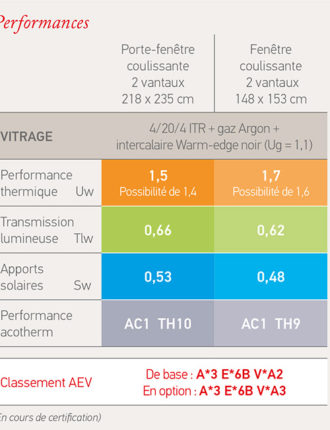 Performances
Porte-fenêtre
coulissante
2 vantaux
218 x 235 cm
Fenêtre
coulissante
2 vantaux
148 x 153 cm
VITRAGE
4/20/4 ITR + gaz Argon +
intercalaire Warm-edge noir (Ug = 1,1)
Performance
thermique Uw
1,5
Possibilité de 1,4
1,7
Possibilité de 1,6
Transmission
lumineuse Tlw
0,66
0,62
Apports
solaires Sw
0,53
0,48
Performance
acotherm
AC1 TH10
AC1 TH9
Classement AEV
De base : A*3 E*6B V*A2
En option : A*3 E*6B V*A3
En cours de certification)